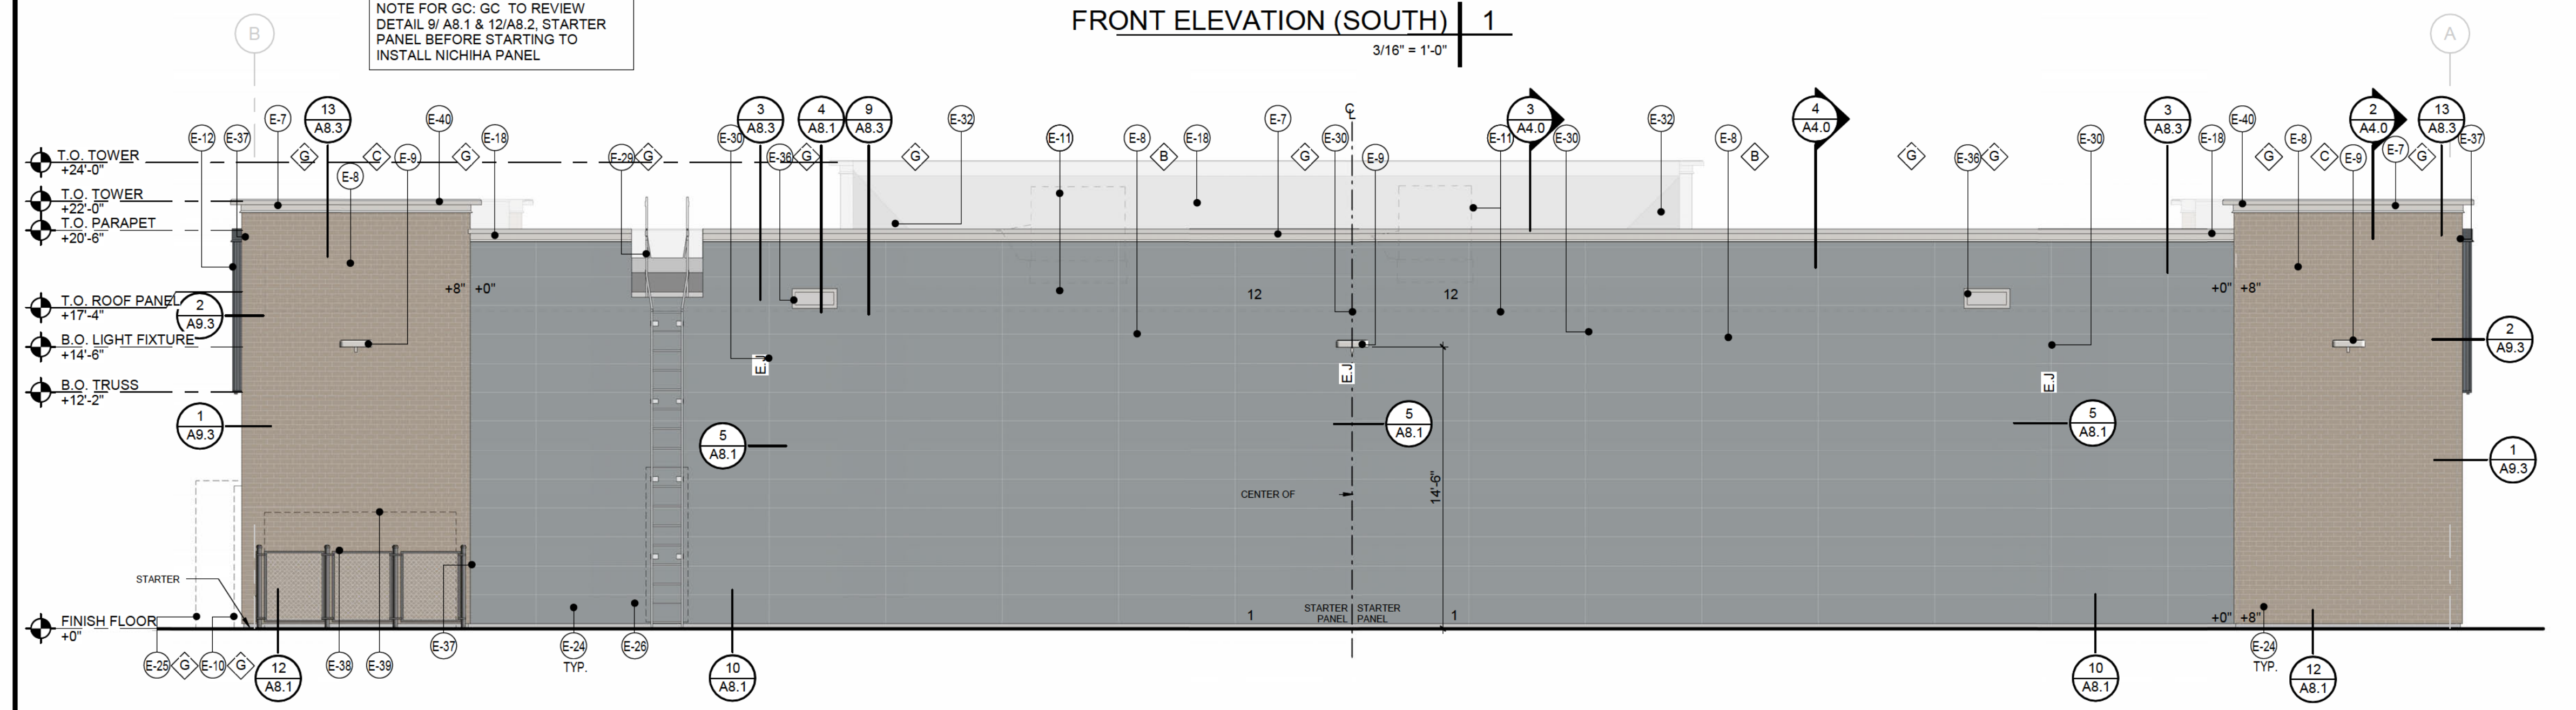 NOTE FOR GC: GC TO REVIEW
DETAIL 9/ A8.1 & 12/A8.2, STARTER
PANEL BEFORE STARTING TO
INSTALL NICHIHA PANEL
FRONT ELEVATION (SOUTH) 1
3/16" = 1'-0"
B
A
13
A8.3
3
A8.3
4
A8.1
9
A8.3
℄
3
A4.0
4
A4.0
3
A8.3
2
A4.0
13
A8.3
E-7
E-40
E-32
E-7
E-32
E-40
E-12
E-37
E-18
E-30
E-11
E-8
E-18
E-30
E-11
E-30
E-8
E-30
E-18
E-8
E-7
E-37
G
C
E-9
G
E-29
G
E-36
G
G
B
G
E-9
B
G
E-36
G
G
C
E-9
G
E-8
T.O. TOWER
+24'-0"
T.O. TOWER
+22'-0"
T.O. PARAPET
+20'-6"
T.O. ROOF PANEL
+17'-4"
B.O. LIGHT FIXTURE
+14'-6"
B.O. TRUSS
+12'-2"
FINISH FLOOR
+0"
2
A9.3
1
A9.3
+8" +0"
12
12
+0" +8"
E.J
E.J
E.J
2
A9.3
1
A9.3
5
A8.1
5
A8.1
5
A8.1
CENTER OF
14'-6"
STARTER
1
STARTER
PANEL
STARTER
PANEL
1
+0" +8"
E-25
G
E-10
G
12
A8.1
E-38
E-39
E-37
E-24
TYP.
E-26
10
A8.1
10
A8.1
E-24
TYP.
12
A8.1